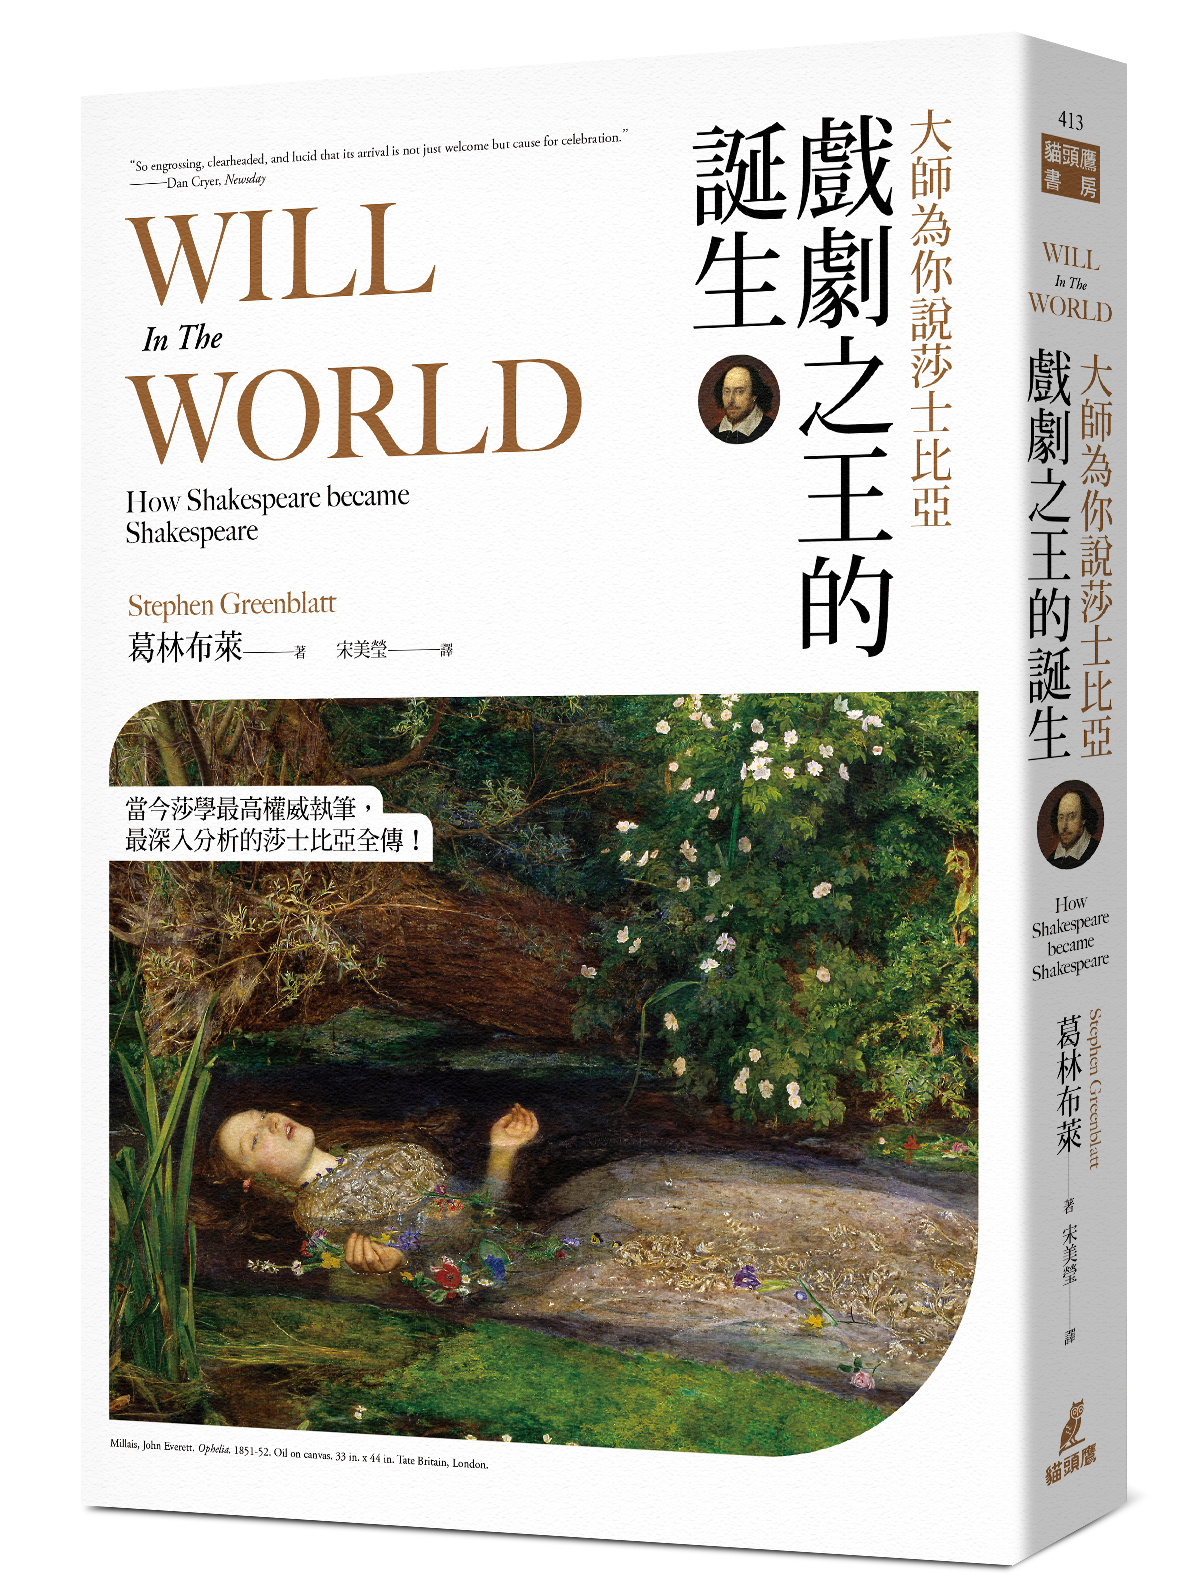 “So engrossing, clearheaded, and lucid that its arrival is not just welcome but cause for celebration.”
———Dan Cryer, Newsday
WILL
In The
WORLD
How Shakespeare became
Shakespeare
Stephen Greenblatt
葛林布萊———著 宋美瑩———譯
大師為你說莎士比亞
戲劇之王的
誕生
當今莎學最高權威執筆，
最深入分析的莎士比亞全傳！
Millais, John Everett. Ophelia. 1851-52. Oil on canvas. 33 in. x 44 in. Tate Britain, London.
413
貓頭鷹
書房
WILL
In The
WORLD
大師為你說莎士比亞
戲劇之王的誕生
How
Shakespeare
became
Shakespeare
Stephen Greenblatt
葛林布萊———著 宋美瑩———譯
貓頭鷹